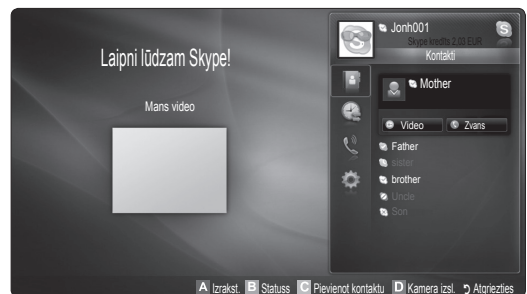 Laipni lūdzam Skype!
Mans video
Jonh001
Skype kredīts 2,03 EUR
Kontakti
Mother
Video Zvans
Father
sister
brother
Uncle
Son
A Izrakst. B Statuss C Pievienot kontaktu D Kamera izsl. Atgriezties